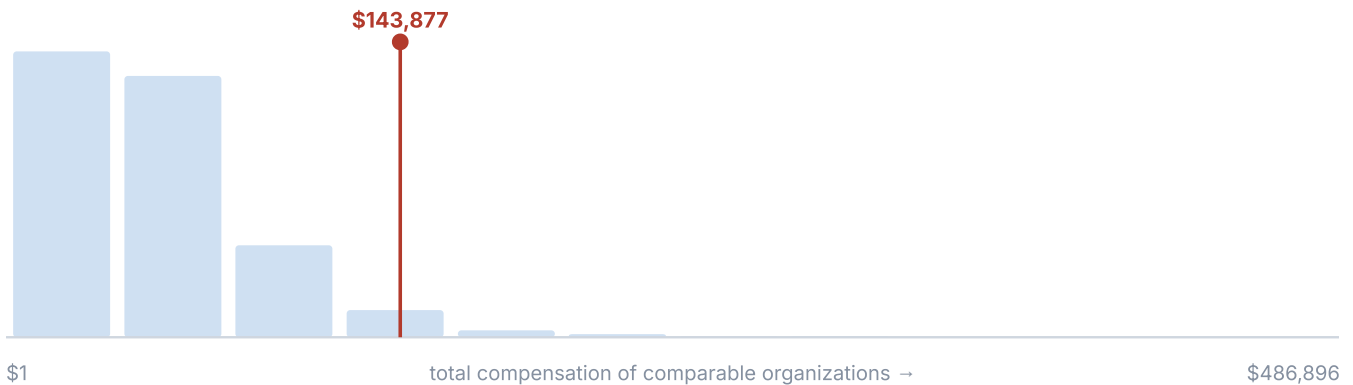 $143,877
$1
total compensation of comparable organizations →
$486,896